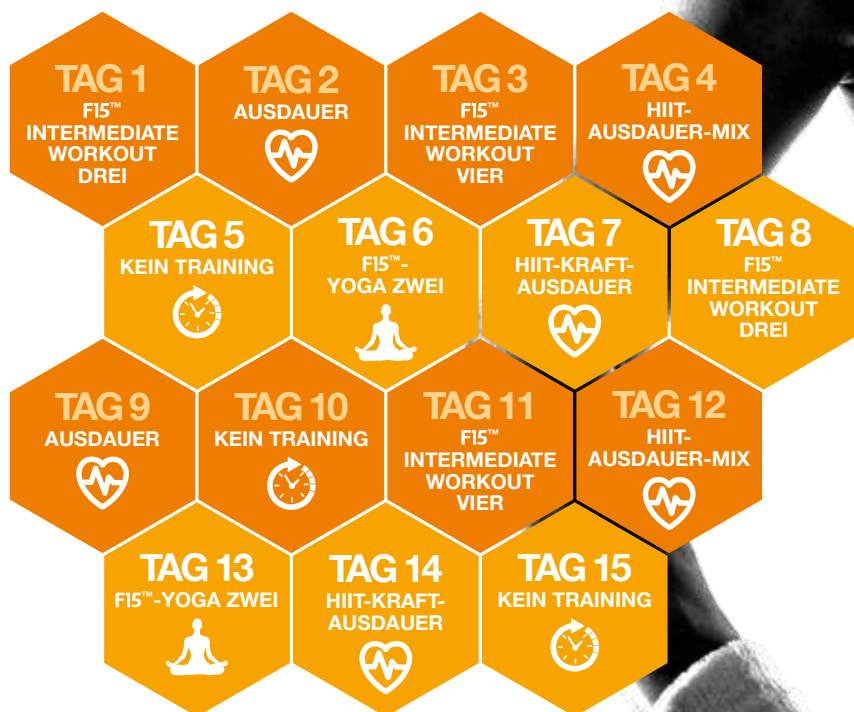 TAG 1
F15™
INTERMEDIATE
WORKOUT
DREI
TAG 2
AUSDAUER
TAG 3
F15™
INTERMEDIATE
WORKOUT
VIER
TAG 4
HIIT-
AUSDAUER-MIX
TAG 5
KEIN TRAINING
TAG 6
F15™-
YOGA ZWEI
TAG 7
HIIT-KRAFT-
AUSDAUER
TAG 8
F15™
INTERMEDIATE
WORKOUT
DREI
TAG 9
AUSDAUER
TAG 10
KEIN TRAINING
TAG 11
F15™
INTERMEDIATE
WORKOUT
VIER
TAG 12
HIIT-
AUSDAUER-MIX
TAG 13
F15™-YOGA ZWEI
TAG 14
HIIT-KRAFT-
AUSDAUER
TAG 15
KEIN TRAINING